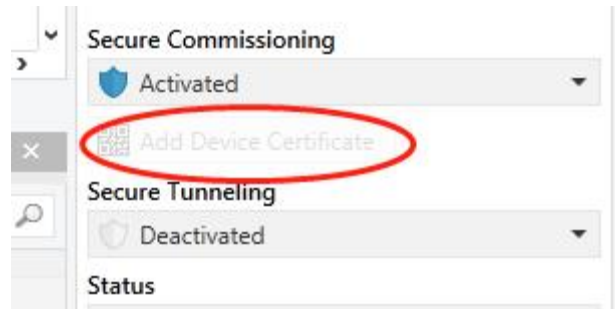 Secure Commissioning
Activated
Add Device Certificate
Secure Tunneling
Deactivated
Status